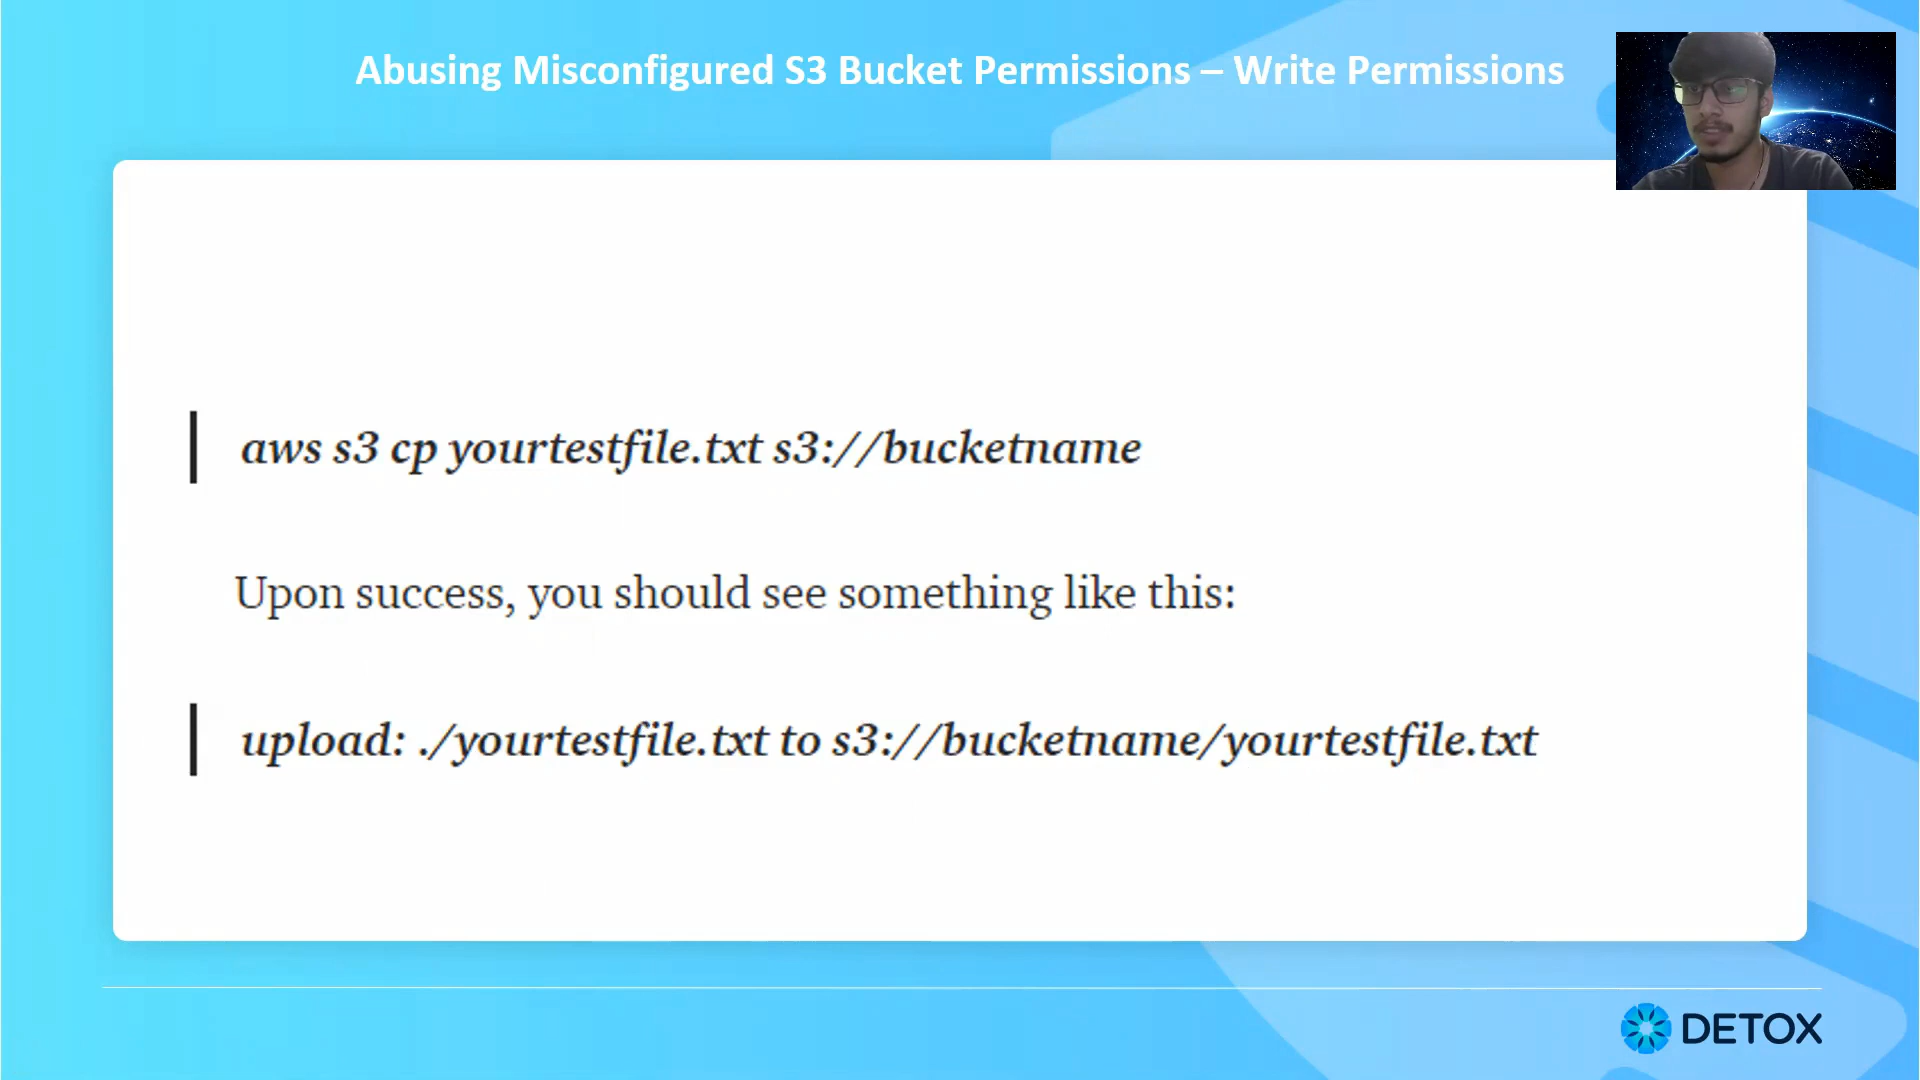 Abusing Misconfigured S3 Bucket Permissions – Write Permissions
aws s3 cp yourtestfile.txt s3://bucketname
Upon success, you should see something like this:
upload: ./yourtestfile.txt to s3://bucketname/yourtestfile.txt
DETOX